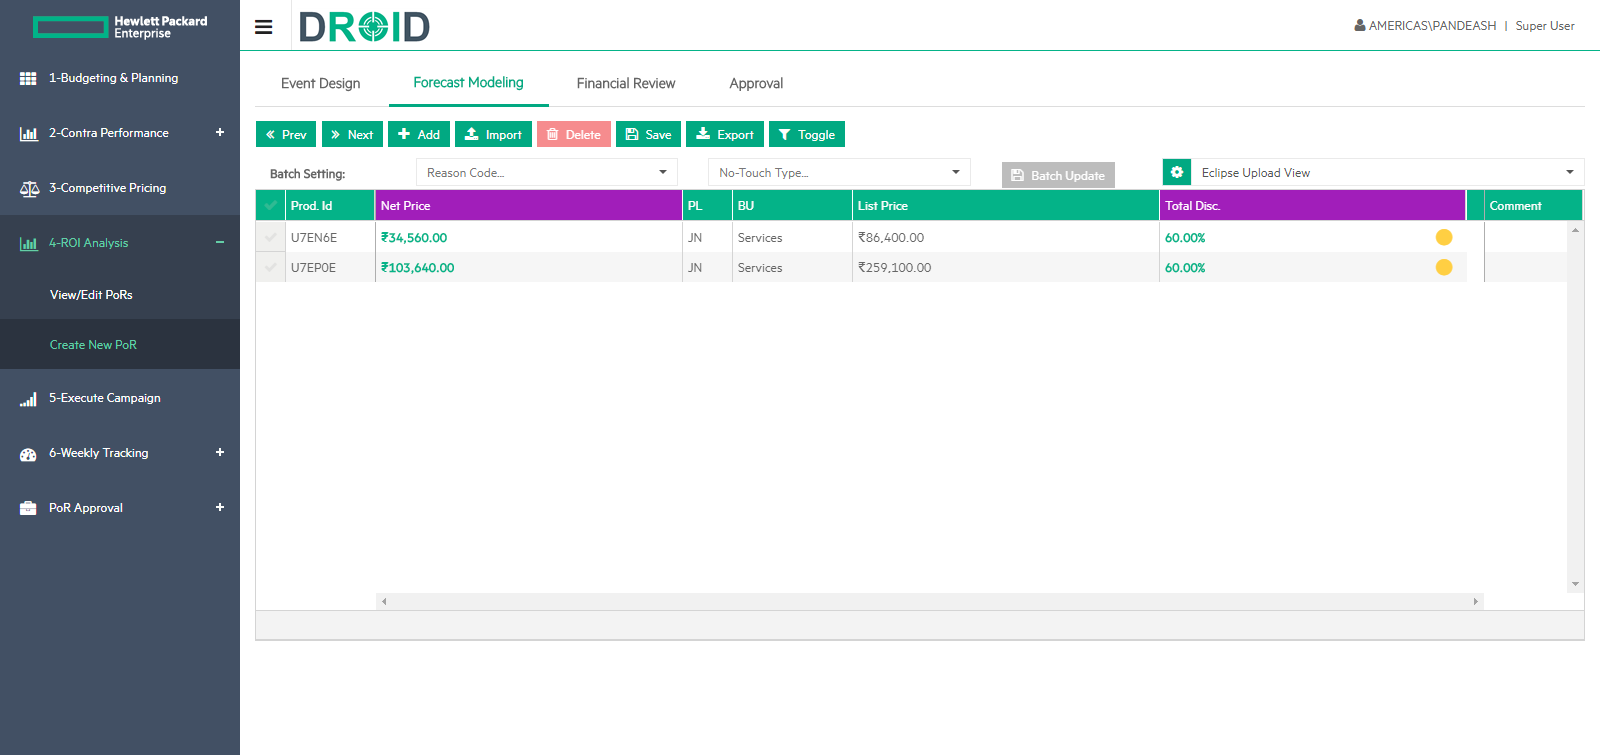 Hewlett Packard
Enterprise
DROID
AMERICAS\PANDEASH | Super User
1-Budgeting & Planning
2-Contra Performance
3-Competitive Pricing
4-ROI Analysis
View/Edit PoRs
Create New PoR
5-Execute Campaign
6-Weekly Tracking
PoR Approval
Event Design Forecast Modeling Financial Review Approval
Prev Next Add Import Delete Save Export Toggle
Batch Setting: Reason Code... No-Touch Type... Batch Update Eclipse Upload View
Prod. Id Net Price PL BU List Price Total Disc. Comment
U7EN6E ₹34,560.00 JN Services ₹86,400.00 60.00%
U7EP0E ₹103,640.00 JN Services ₹259,100.00 60.00%